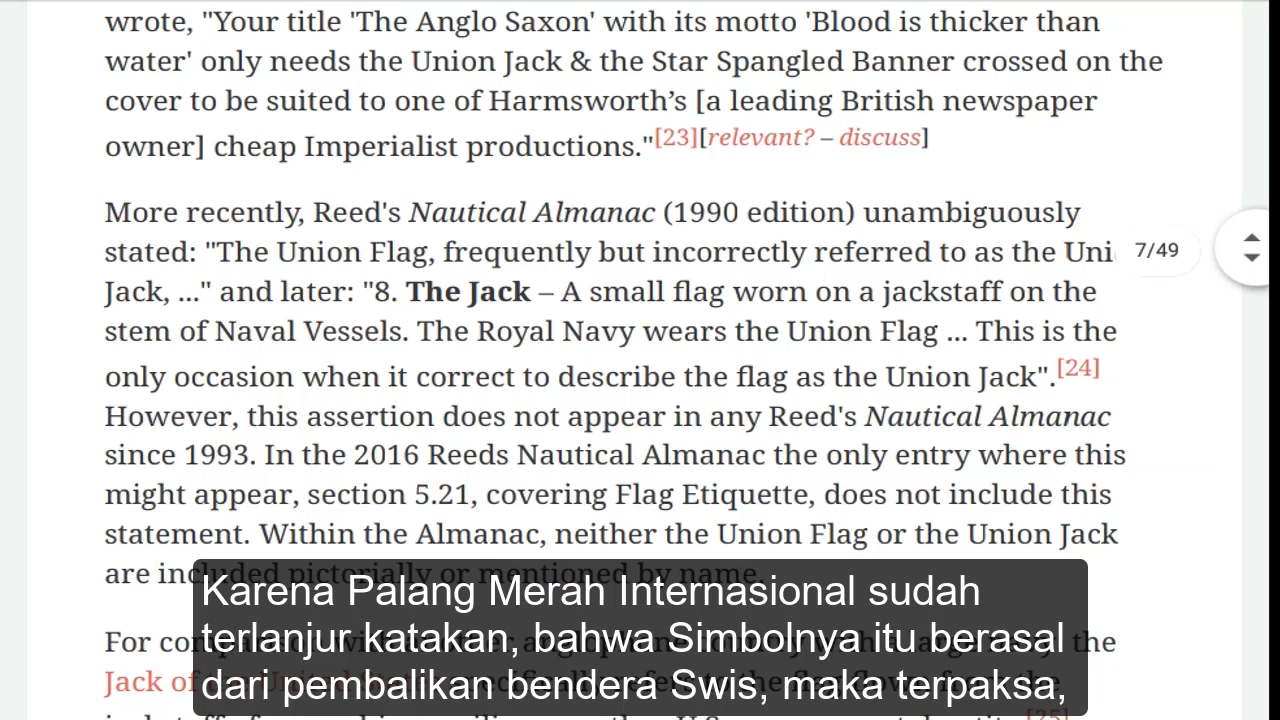 wrote, "Your title 'The Anglo Saxon' with its motto 'Blood is thicker than
water' only needs the Union Jack & the Star Spangled Banner crossed on the
cover to be suited to one of Harmsworth’s [a leading British newspaper
owner] cheap Imperialist productions."[23][relevant? – discuss]
More recently, Reed's Nautical Almanac (1990 edition) unambiguously
stated: "The Union Flag, frequently but incorrectly referred to as the Uni
7/49
Jack, ..." and later: "8. The Jack – A small flag worn on a jackstaff on the
stem of Naval Vessels. The Royal Navy wears the Union Flag ... This is the
only occasion when it correct to describe the flag as the Union Jack".[24]
However, this assertion does not appear in any Reed's Nautical Almanac
since 1993. In the 2016 Reeds Nautical Almanac the only entry where this
might appear, section 5.21, covering Flag Etiquette, does not include this
statement. Within the Almanac, neither the Union Flag or the Union Jack
are included pictorially or mentioned by name.
Karena Palang Merah Internasional sudah
terlanjur katakan, bahwa Simbolnya itu berasal
dari pembalikan bendera Swis, maka terpaksa,
For the
Jack of the
[25]